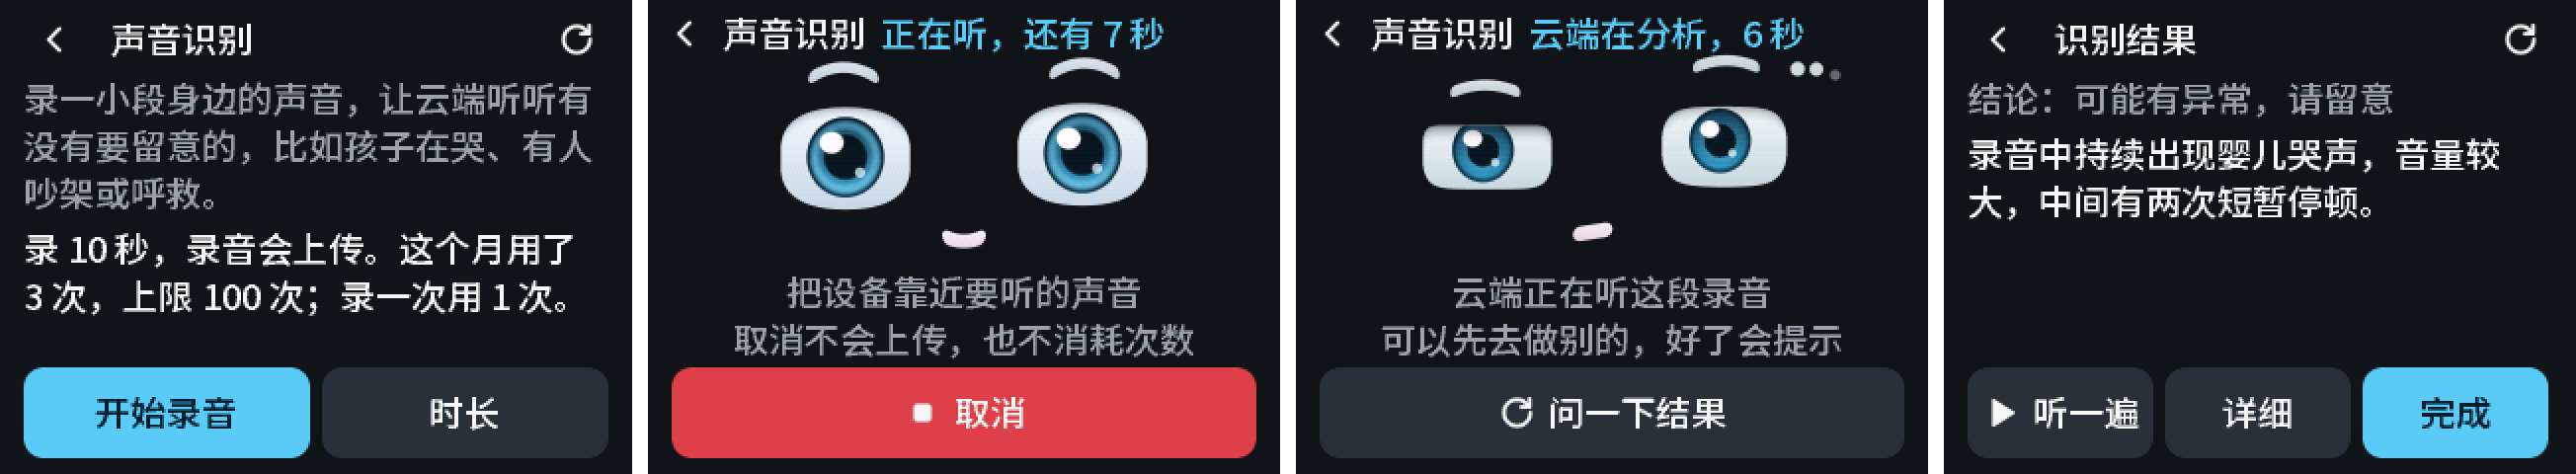 声音识别
录一小段身边的声音，让云端听听有
没有要留意的，比如孩子在哭、有人
吵架或呼救。
录 10 秒，录音会上传。这个月用了
3 次，上限 100 次；录一次用 1 次。
开始录音
时长
声音识别 正在听，还有 7 秒
把设备靠近要听的声音
取消不会上传，也不消耗次数
取消
声音识别 云端在分析，6 秒
云端正在听这段录音
可以先去做别的，好了会提示
问一下结果
识别结果
结论：可能有异常，请留意
录音中持续出现婴儿哭声，音量较
大，中间有两次短暂停顿。
听一遍
详细
完成